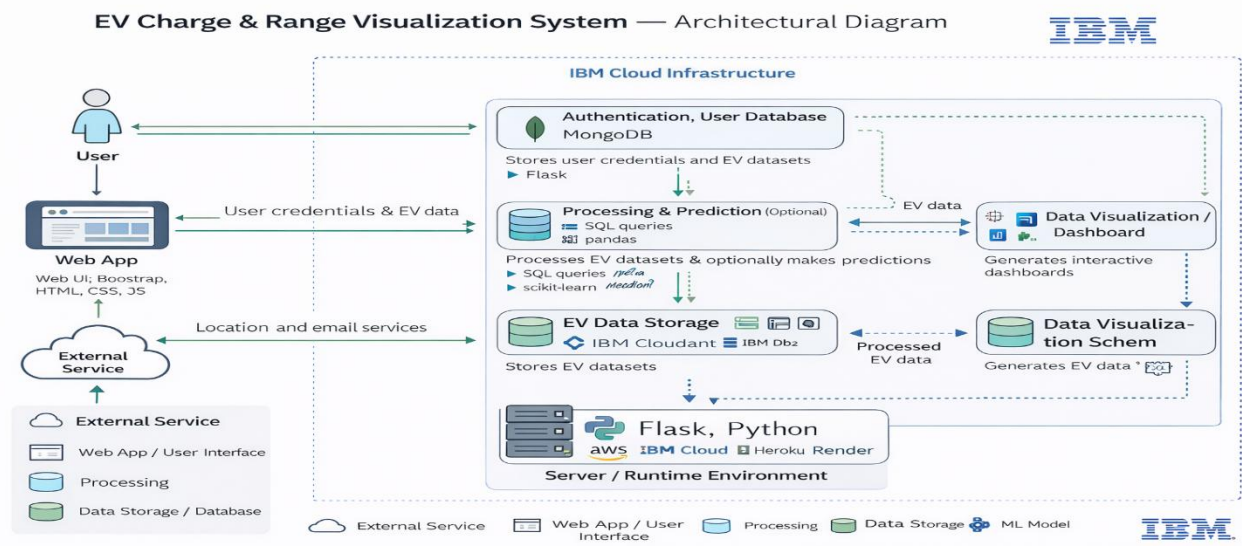 EV Charge & Range Visualization System — Architectural Diagram
IBM
IBM Cloud Infrastructure
User
Authentication, User Database
MongoDB
Stores user credentials and EV datasets
Flask
User credentials & EV data
Web App
Web UI; Boostrap,
HTML, CSS, JS
Processing & Prediction (Optional)
SQL queries
pandas
Processes EV datasets & optionally makes predictions
SQL queries
scikit-learn
EV data
Data Visualization /
Dashboard
Generates interactive
dashboards
Location and email services
External
Service
EV Data Storage
IBM Cloudant
IBM Db2
Stores EV datasets
Processed
EV data
Data Visualiza-
tion Schem
Generates EV data
Flask, Python
aws IBM Cloud Heroku Render
Server / Runtime Environment
External Service
Web App / User Interface
Processing
Data Storage / Database
External Service
Web App / User
Interface
Processing
Data Storage
ML Model
IBM